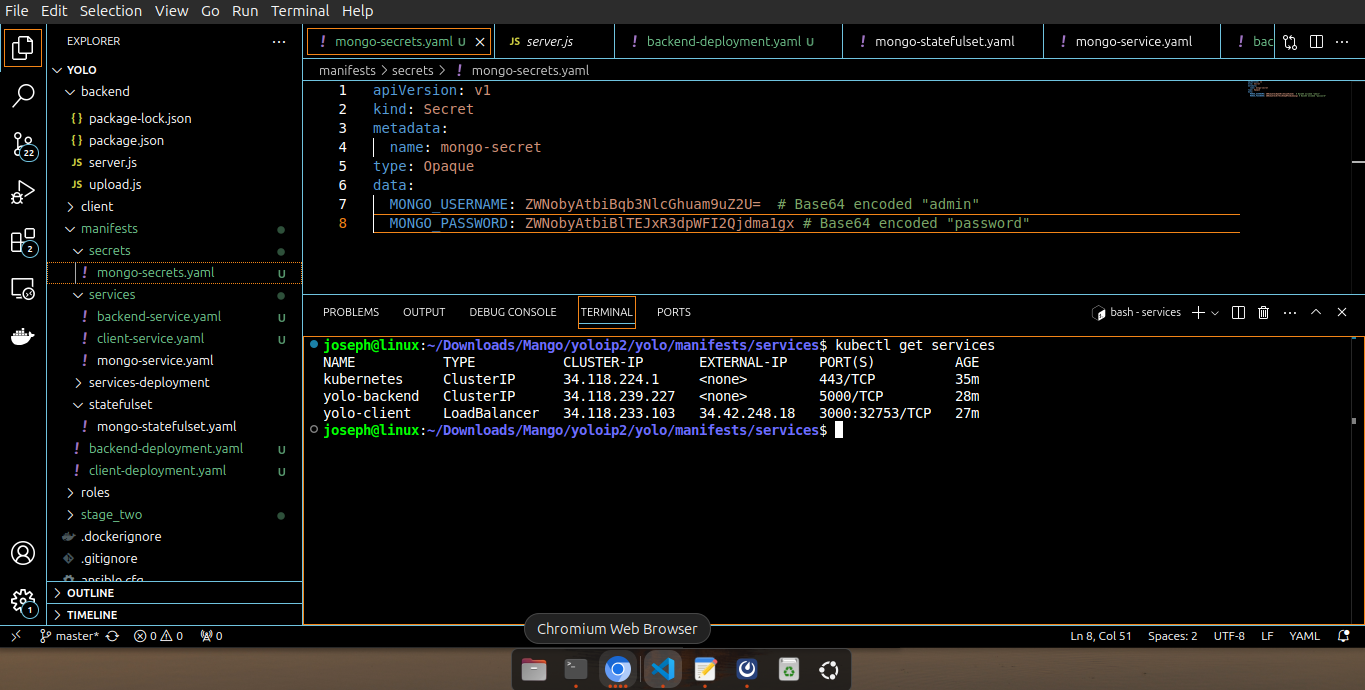 File Edit Selection View Go Run Terminal Help
EXPLORER
YOLO
backend
{} package-lock.json
{} package.json
JS server.js
JS upload.js
client
manifests
secrets
! mongo-secrets.yaml U
services
! backend-service.yaml U
! client-service.yaml U
! mongo-service.yaml
services-deployment
statefulset
! mongo-statefulset.yaml
! backend-deployment.yaml U
! client-deployment.yaml U
roles
stage_two
.dockerignore
.gitignore
ansible.cfg
OUTLINE
TIMELINE
22
2
1
! mongo-secrets.yaml U
JS server.js
! backend-deployment.yaml U
! mongo-statefulset.yaml
! mongo-service.yaml
! bac
manifests > secrets > ! mongo-secrets.yaml
1 apiVersion: v1
2 kind: Secret
3 metadata:
4 name: mongo-secret
5 type: Opaque
6 data:
7 MONGO_USERNAME: ZWNobyAtbiBqb3NlcGhuam9uZ2U= # Base64 encoded "admin"
8 MONGO_PASSWORD: ZWNobyAtbiBlTEJxR3dpWFI2Qjdma1gx # Base64 encoded "password"
PROBLEMS OUTPUT DEBUG CONSOLE TERMINAL PORTS
bash - services
joseph@linux:~/Downloads/Mango/yoloip2/yolo/manifests/services$ kubectl get services
NAME TYPE CLUSTER-IP EXTERNAL-IP PORT(S) AGE
kubernetes ClusterIP 34.118.224.1 <none> 443/TCP 35m
yolo-backend ClusterIP 34.118.239.227 <none> 5000/TCP 28m
yolo-client LoadBalancer 34.118.233.103 34.42.248.18 3000:32753/TCP 27m
joseph@linux:~/Downloads/Mango/yoloip2/yolo/manifests/services$
master* 0 0 0
Ln 8, Col 51 Spaces: 2 UTF-8 LF YAML
Chromium Web Browser